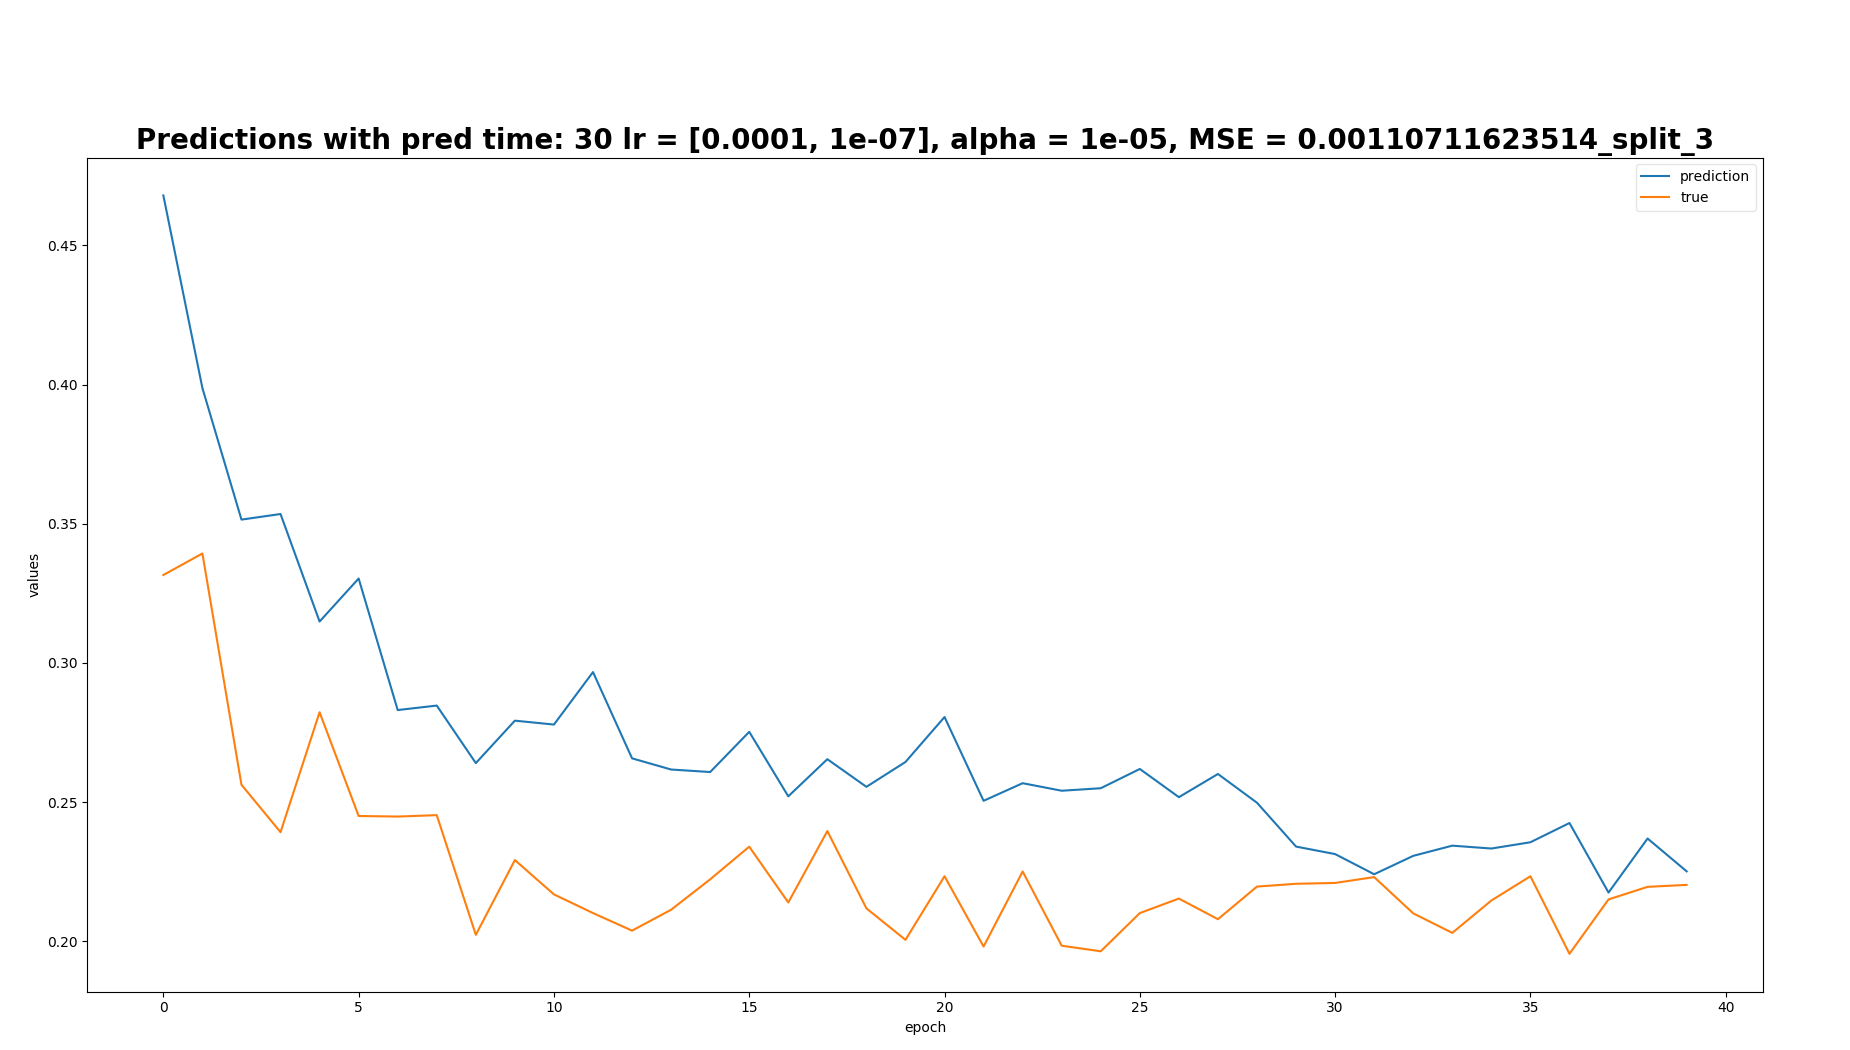 Predictions with pred time: 30 lr = [0.0001, 1e-07], alpha = 1e-05, MSE = 0.00110711623514_split_3
prediction
true
0.45
0.40
0.35
0.30
0.25
0.20
values
0 5 10 15 20 25 30 35 40
epoch